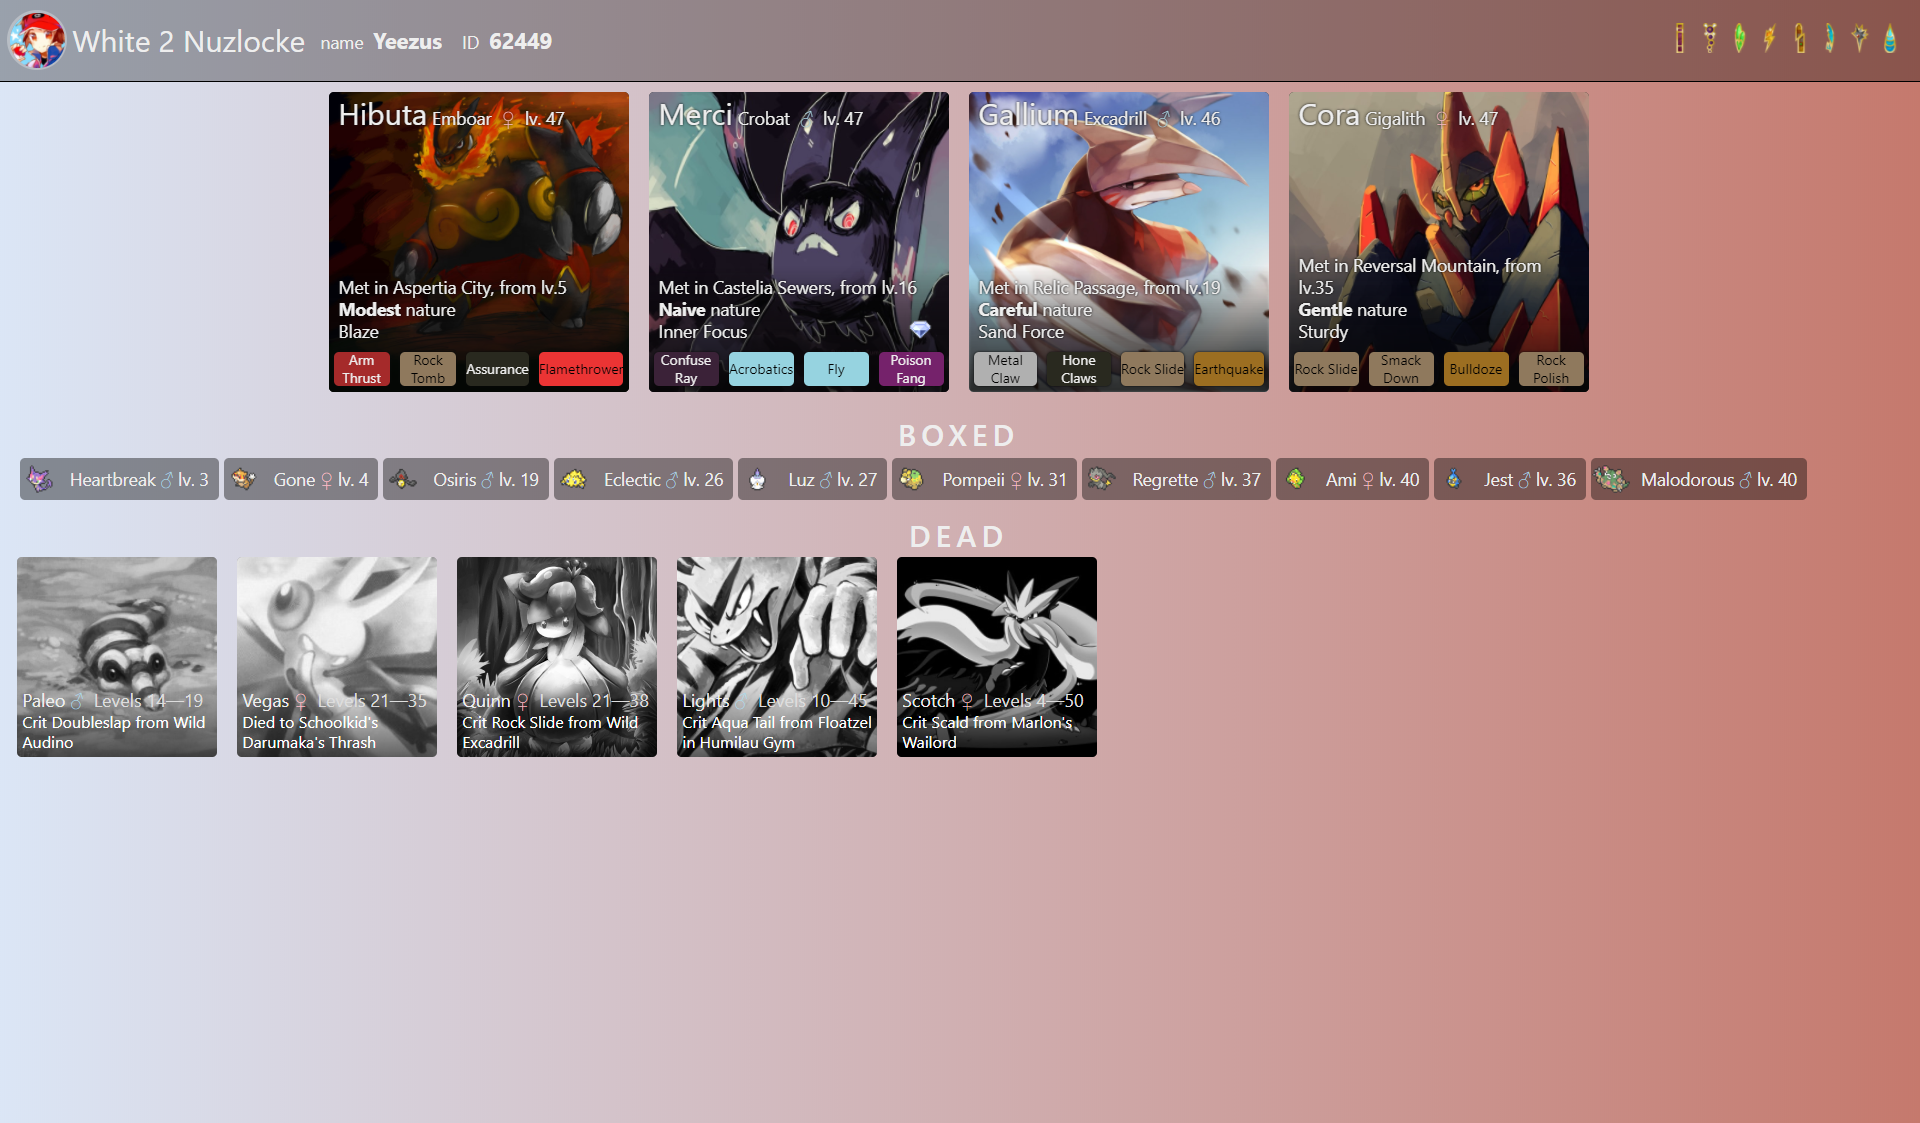 White 2 Nuzlocke name Yeezus ID 62449
Hibuta Emboar ♀ lv. 47
Met in Aspertia City, from lv.5
Modest nature
Blaze
Arm Thrust
Rock Tomb
Assurance
Flamethrower
Merci Crobat ♂ lv. 47
Met in Castelia Sewers, from lv.16
Naive nature
Inner Focus
Confuse Ray
Acrobatics
Fly
Poison Fang
Gallium Excadrill ♂ lv. 46
Met in Relic Passage, from lv.19
Careful nature
Sand Force
Metal Claw
Hone Claws
Rock Slide
Earthquake
Cora Gigalith ♀ lv. 47
Met in Reversal Mountain, from
lv.35
Gentle nature
Sturdy
Rock Slide
Smack Down
Bulldoze
Rock Polish
BOXED
Heartbreak ♂ lv. 3
Gone ♀ lv. 4
Osiris ♂ lv. 19
Eclectic ♂ lv. 26
Luz ♂ lv. 27
Pompeii ♀ lv. 31
Regrette ♂ lv. 37
Ami ♀ lv. 40
Jest ♂ lv. 36
Malodorous ♂ lv. 40
DEAD
Paleo ♂ Levels 14—19
Crit Doubleslap from Wild
Audino
Vegas ♀ Levels 21—35
Died to Schoolkid's
Darumaka's Thrash
Quinn ♀ Levels 21—38
Crit Rock Slide from Wild
Excadrill
Lights ♂ Levels 10—45
Crit Aqua Tail from Floatzel
in Humilau Gym
Scotch ♀ Levels 4—50
Crit Scald from Marlon's
Wailord